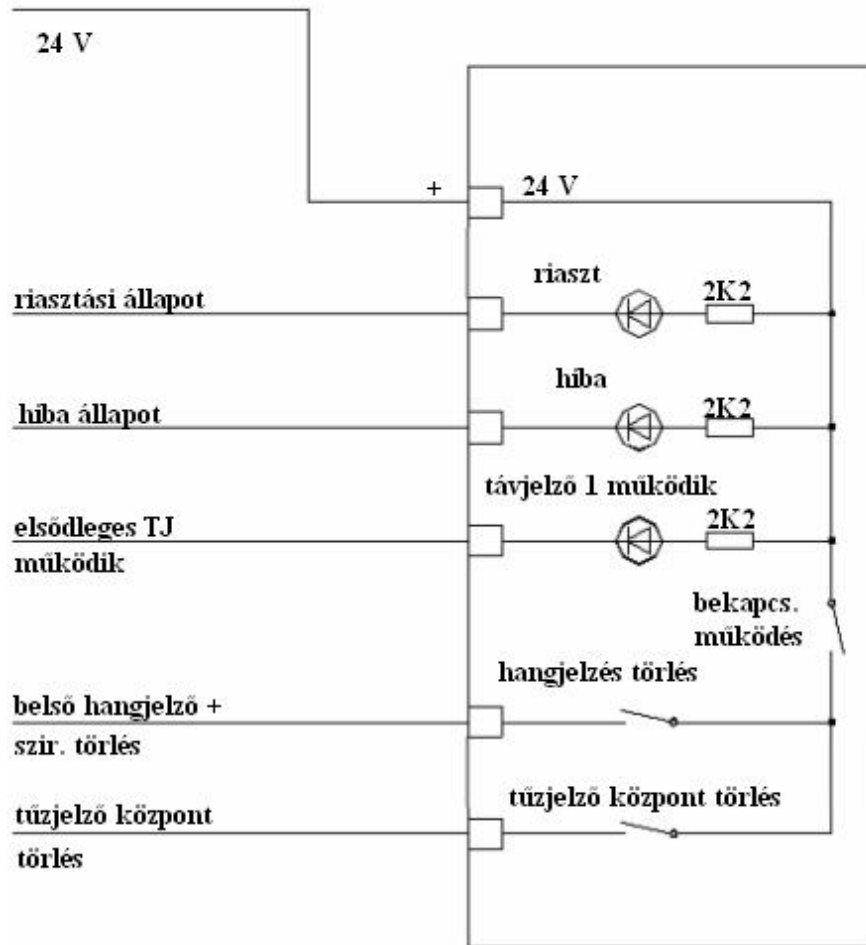 24 V
+ 24 V
riaszt
riasztási állapot
2K2
hiba
hiba állapot
2K2
távjelző 1 működik
elsődleges TJ
működik
2K2
bekapcs.
működés
hangjelzés törlés
belső hangjelző +
szir. törlés
tűzjelző központ törlés
tűzjelző központ
törlés